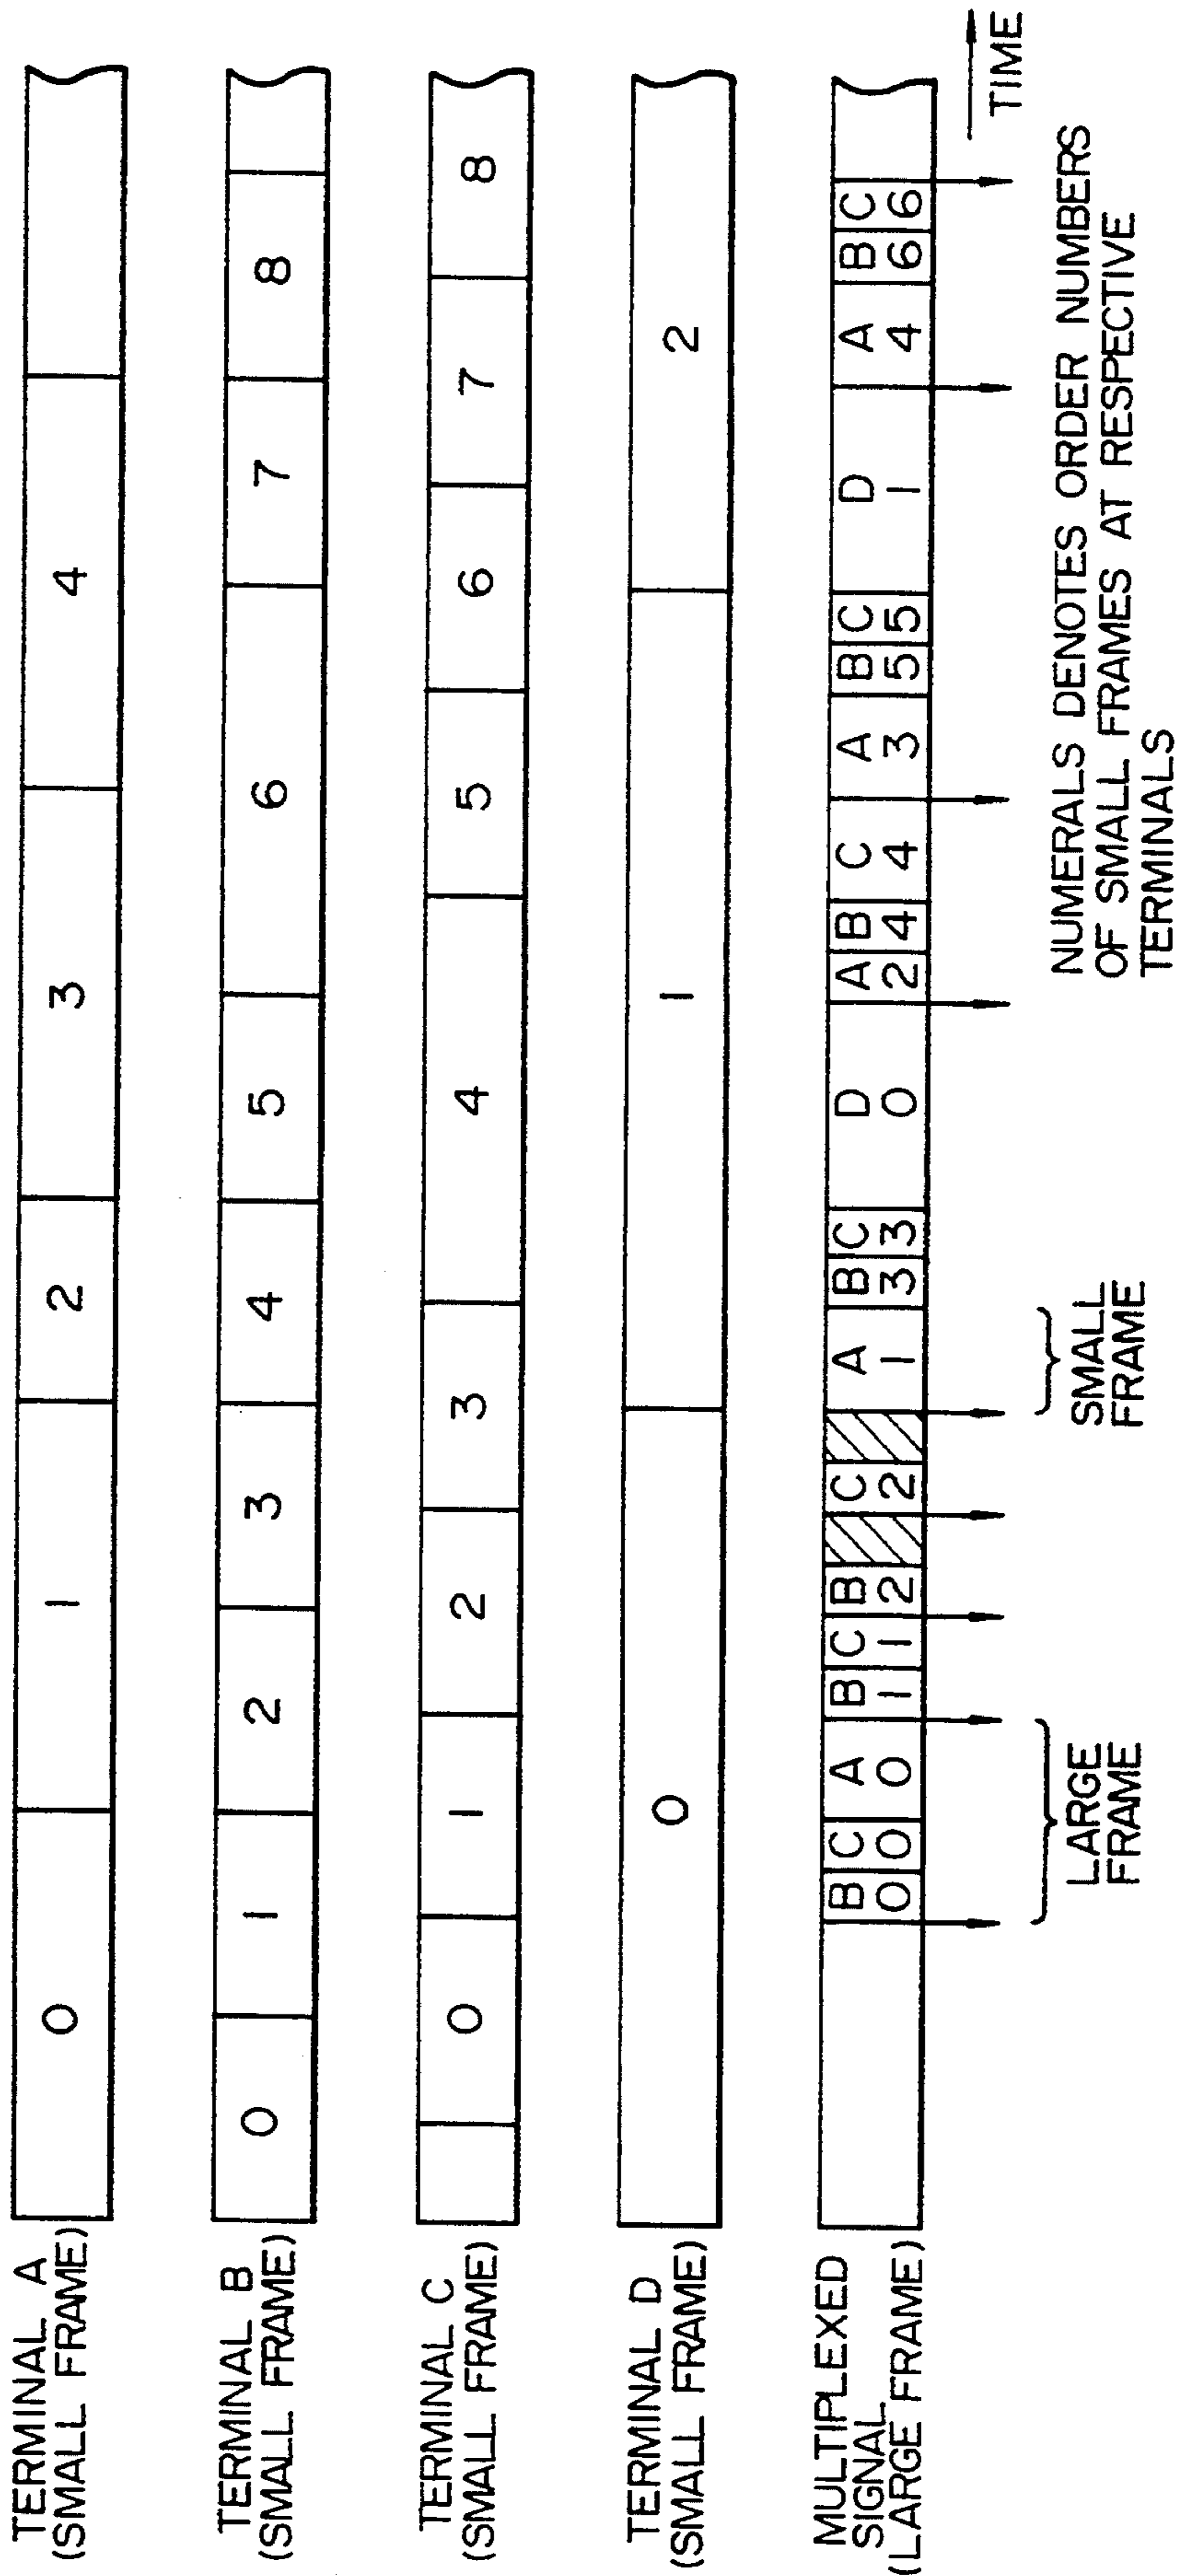 TERMINAL A
(SMALL FRAME)
0 1 2 3 4
TERMINAL B
(SMALL FRAME)
0 1 2 3 4 5 6 7 8
TERMINAL C
(SMALL FRAME)
0 1 2 3 4 5 6 7 8
TERMINAL D
(SMALL FRAME)
0 1 2
MULTIPLEXED
SIGNAL
(LARGE FRAME)
B C A B C B C A B C D A B C A B C D A B C
0 0 0 1 1 2 2 1 3 3 0 2 4 4 3 5 5 1 4 6 6
TIME
LARGE
FRAME
SMALL
FRAME
NUMERALS DENOTES ORDER NUMBERS
OF SMALL FRAMES AT RESPECTIVE
TERMINALS